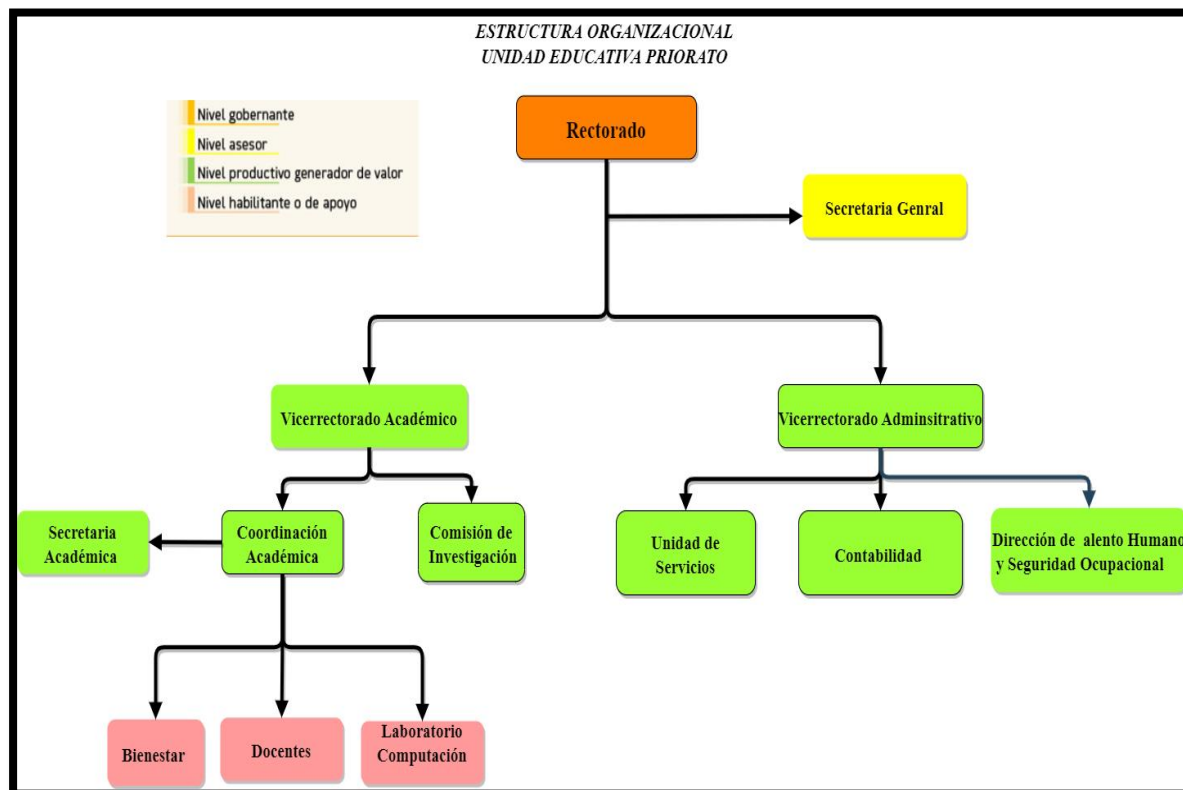 ESTRUCTURA ORGANIZACIONAL
UNIDAD EDUCATIVA PRIORATO
Nivel gobernante
Nivel asesor
Nivel productivo generador de valor
Nivel habilitante o de apoyo
Rectorado
Secretaria Genral
Vicerrectorado Académico
Vicerrectorado Adminsitrativo
Secretaria
Académica
Coordinación
Académica
Comisión de
Investigación
Unidad de
Servicios
Contabilidad
Dirección de alento Humano
y Seguridad Ocupacional
Bienestar
Docentes
Laboratorio
Computación